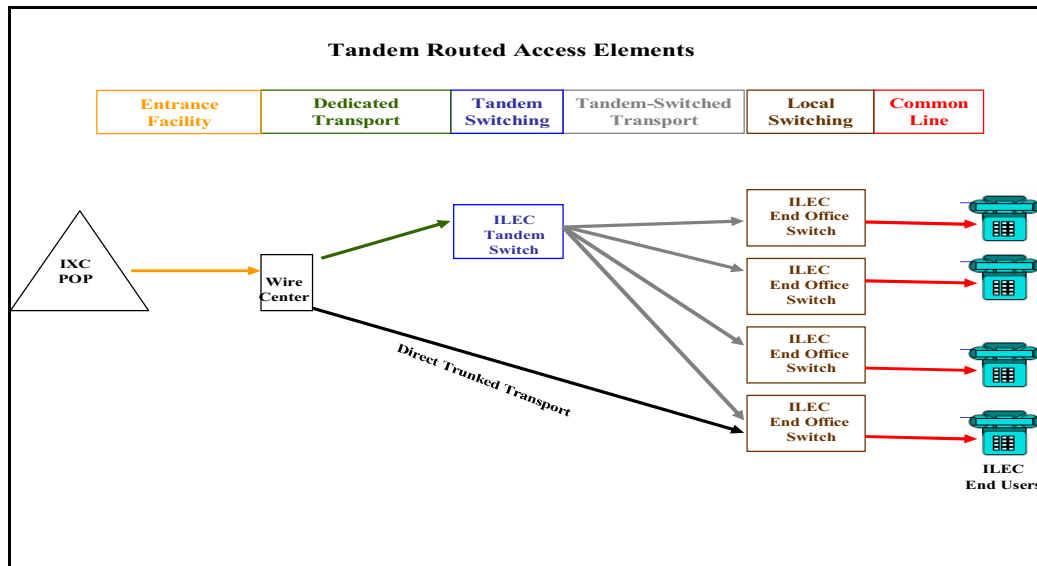 Tandem Routed Access Elements
Entrance
Facility
Dedicated
Transport
Tandem
Switching
Tandem-Switched
Transport
Local
Switching
Common
Line
IXC
POP
Wire
Center
ILEC
Tandem
Switch
ILEC
End Office
Switch
ILEC
End Office
Switch
ILEC
End Office
Switch
ILEC
End Office
Switch
Direct Trunked Transport
ILEC
End Users